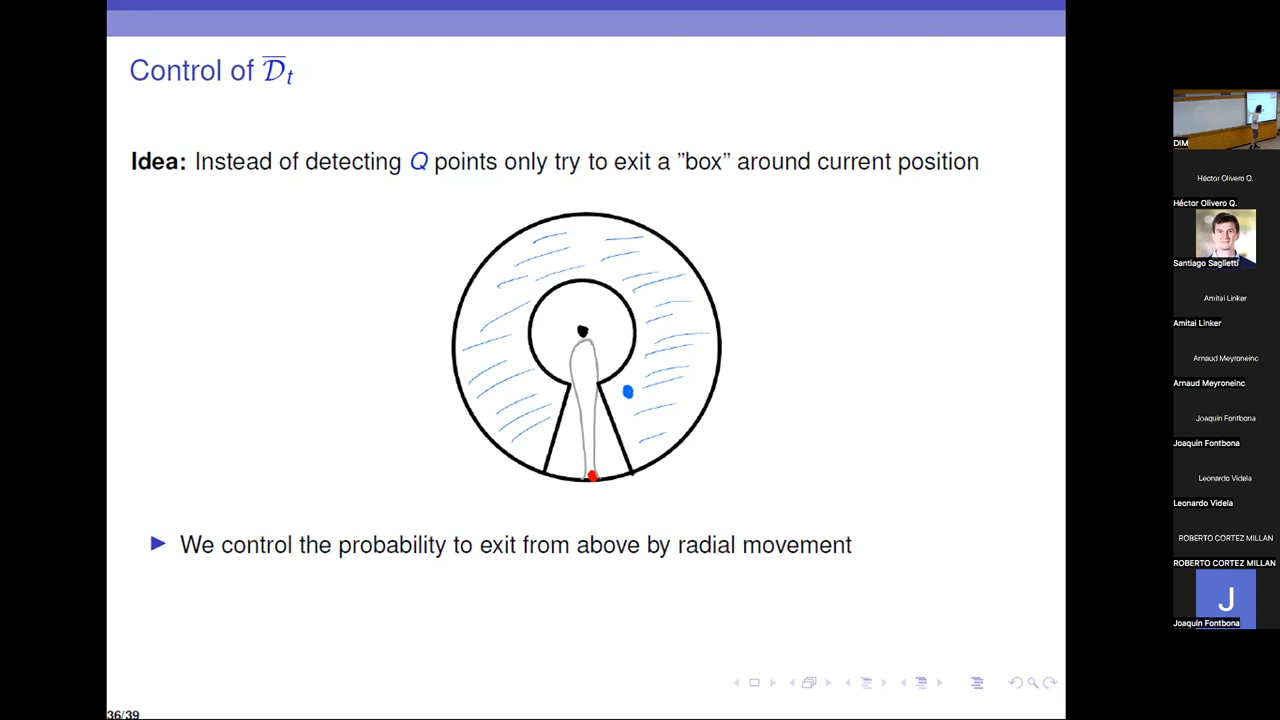 Control of $\overline{\mathcal{D}}_t$
Idea: Instead of detecting Q points only try to exit a "box" around current position
We control the probability to exit from above by radial movement
36/39
DIM
Héctor Olivero Q.
Héctor Olivero Q.
Santiago Saglietti
Amitai Linker
Amitai Linker
Arnaud Meyroneinc
Arnaud Meyroneinc
Joaquin Fontbona
Joaquin Fontbona
Leonardo Videla
Leonardo Videla
ROBERTO CORTEZ MILLAN
ROBERTO CORTEZ MILLAN
J
Joaquin Fontbona